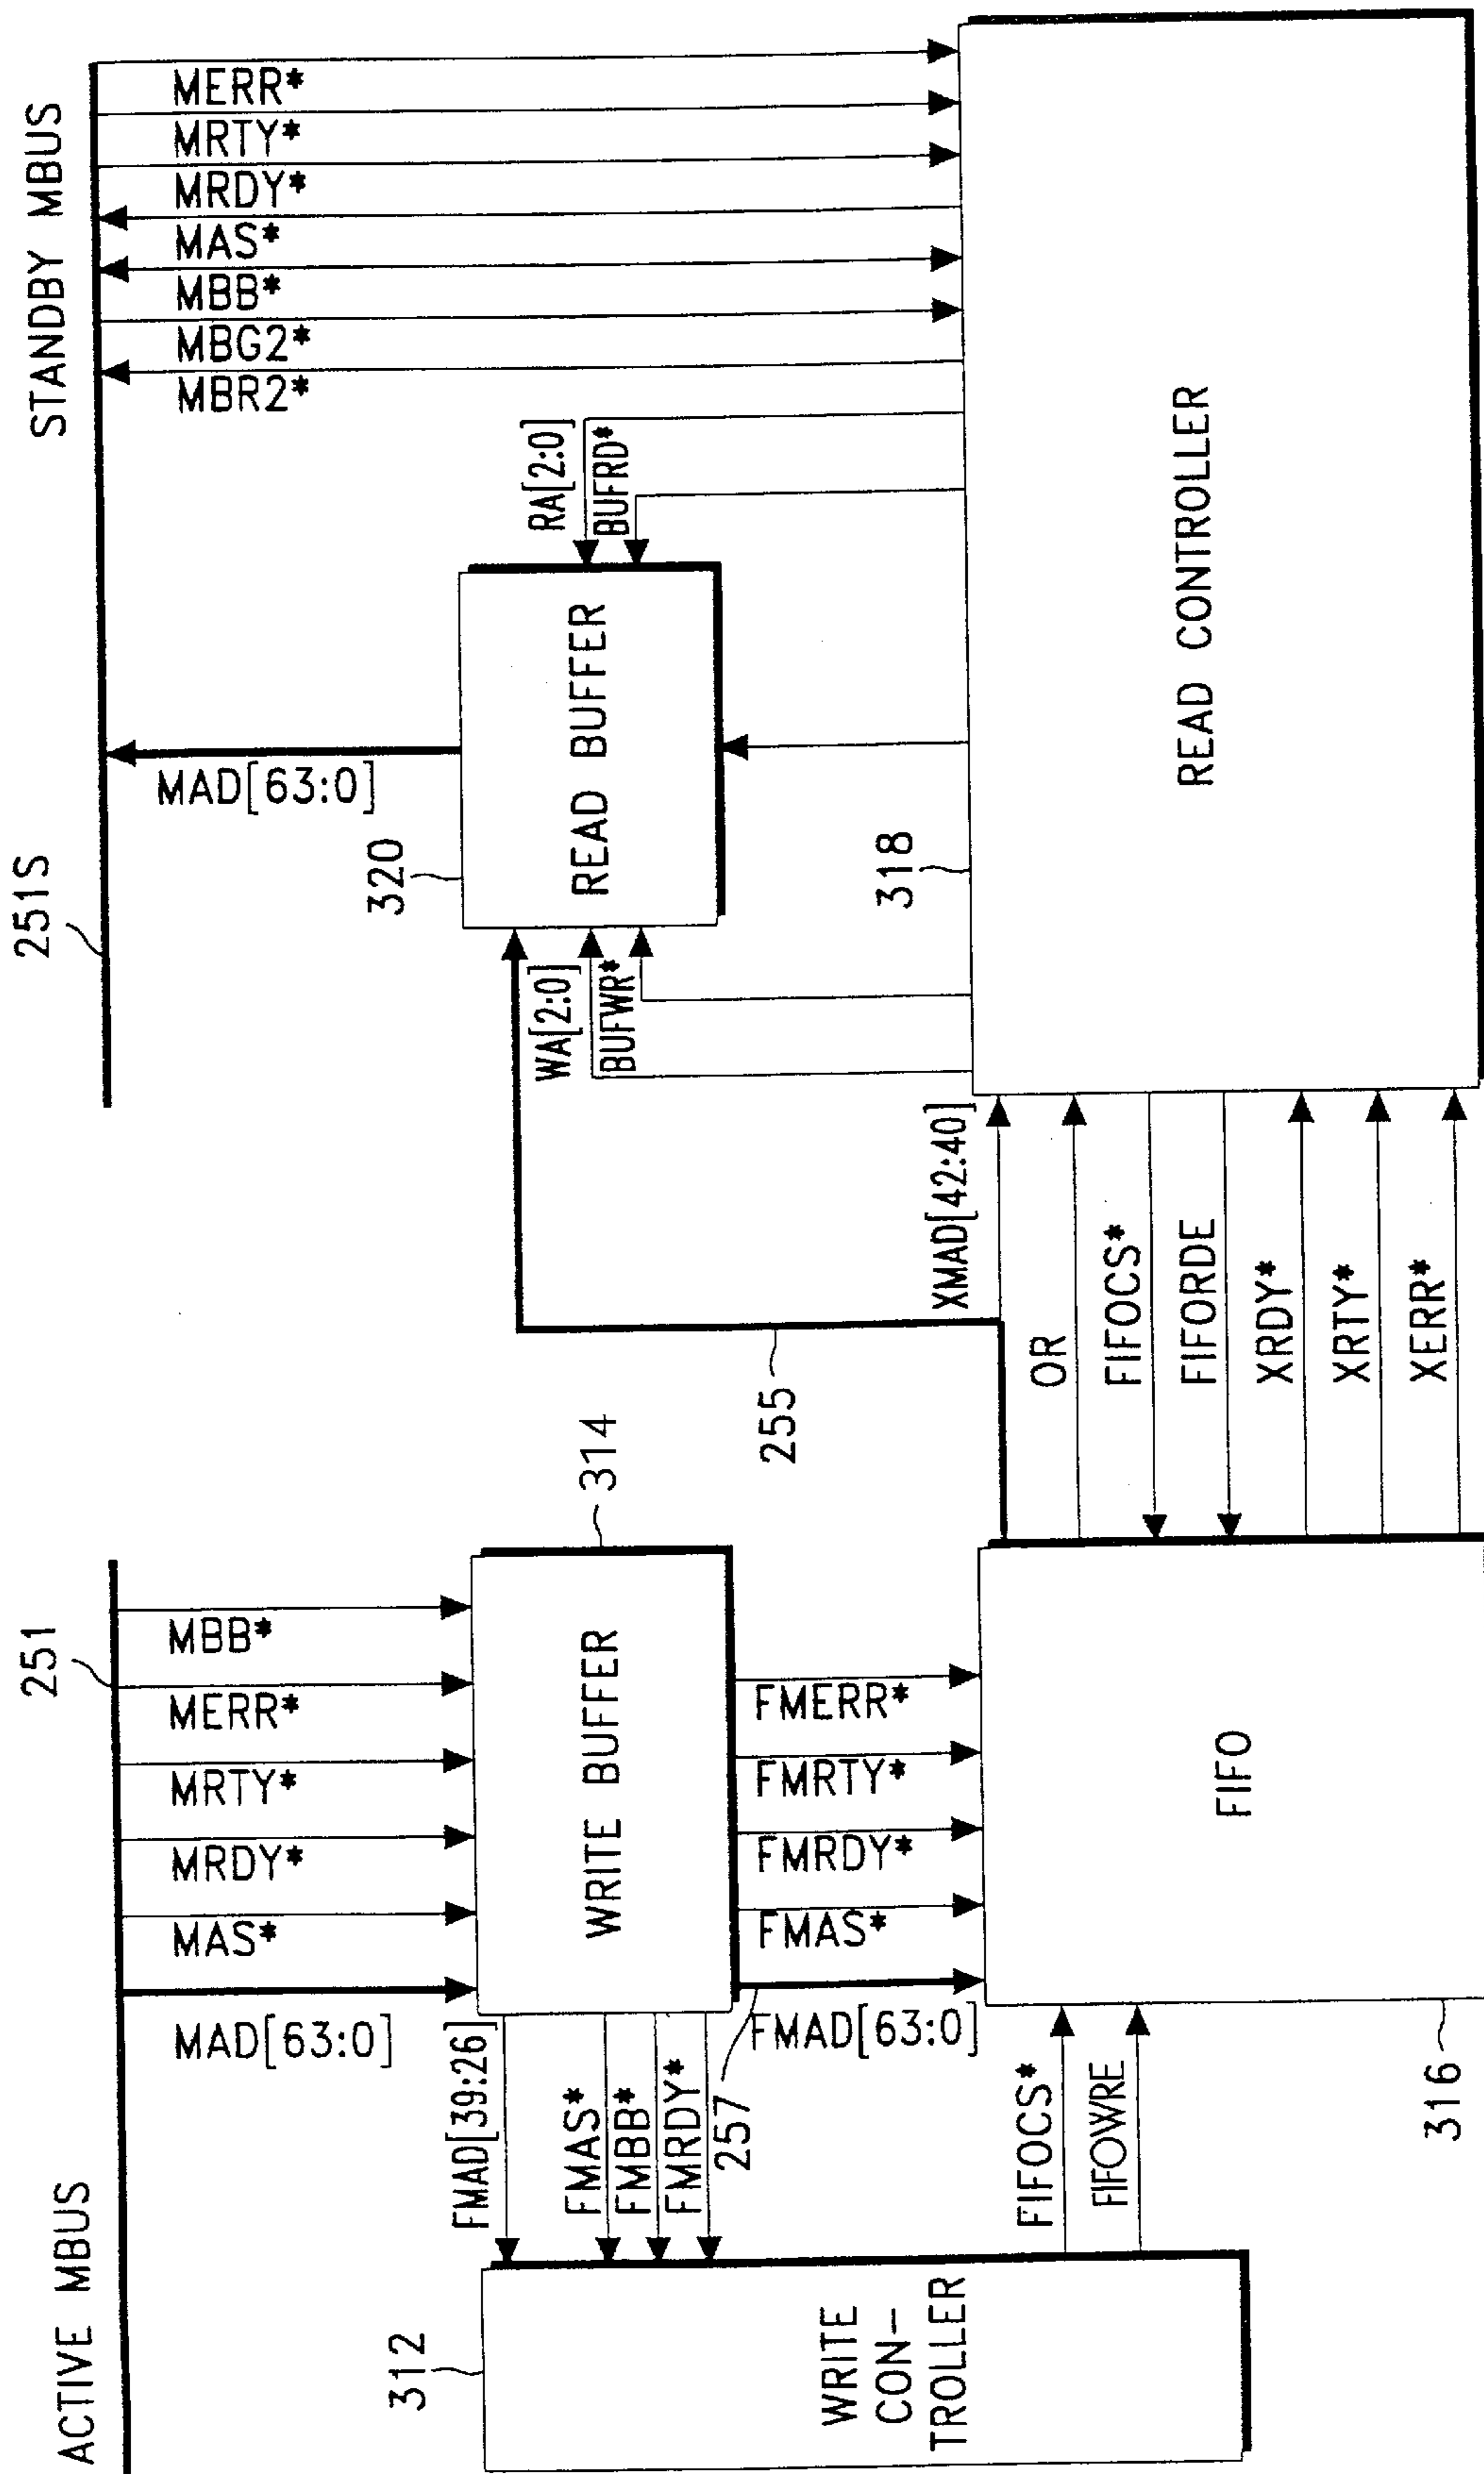 ACTIVE MBUS
251
MAD[63:0]
MAS*
MRDY*
MRTY*
MERR*
MBB*
312
WRITE
CON-
TROLLER
FMAD[39:26]
FMAS*
FMBB*
FMRDY*
257
WRITE BUFFER
314
FMAD[63:0]
FMAS*
FMRDY*
FMRTY*
FMERR*
FIFOCS*
FIFOWRE
316
FIFO
255
XMAD[42:40]
OR
FIFOCS*
FIFORDE
XRDY*
XRTY*
XERR*
251S
STANDBY MBUS
MAD[63:0]
320
READ BUFFER
WA[2:0]
BUFWR*
RA[2:0]
BUFRD*
MBR2*
MBG2*
MBB*
MAS*
MRDY*
MRTY*
MERR*
318
READ CONTROLLER